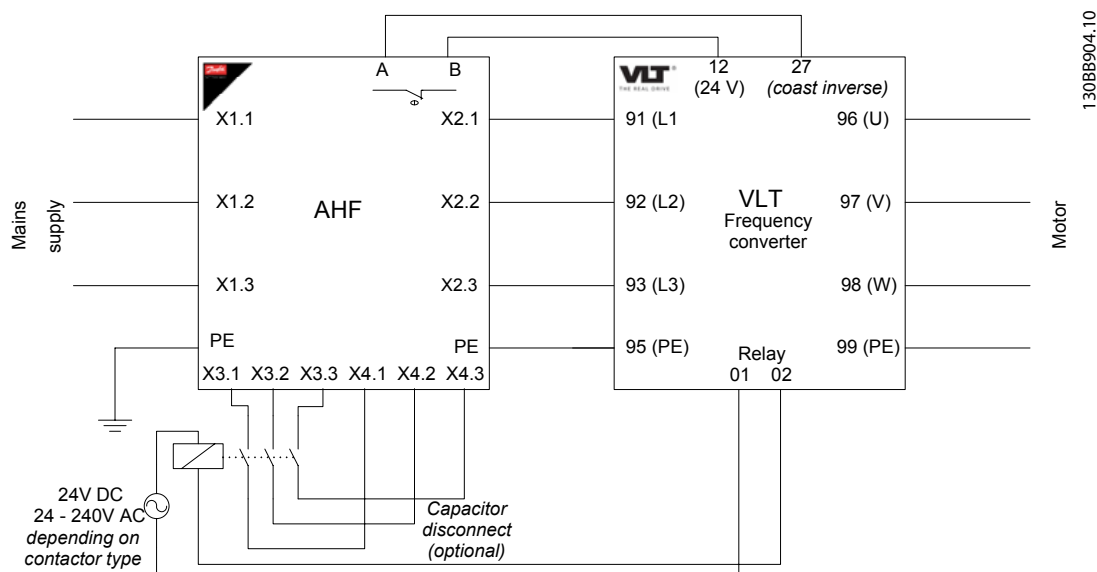 130BB904.10
Danfoss
A
B
VLT®
THE REAL DRIVE
12
(24 V)
27
(coast inverse)
X1.1
X2.1
91 (L1
96 (U)
Mains
supply
X1.2
AHF
X2.2
92 (L2)
VLT
Frequency
converter
97 (V)
Motor
X1.3
X2.3
93 (L3)
98 (W)
PE
PE
95 (PE)
Relay
01
02
99 (PE)
X3.1
X3.2
X3.3
X4.1
X4.2
X4.3
24V DC
24 - 240V AC
depending on
contactor type
Capacitor
disconnect
(optional)